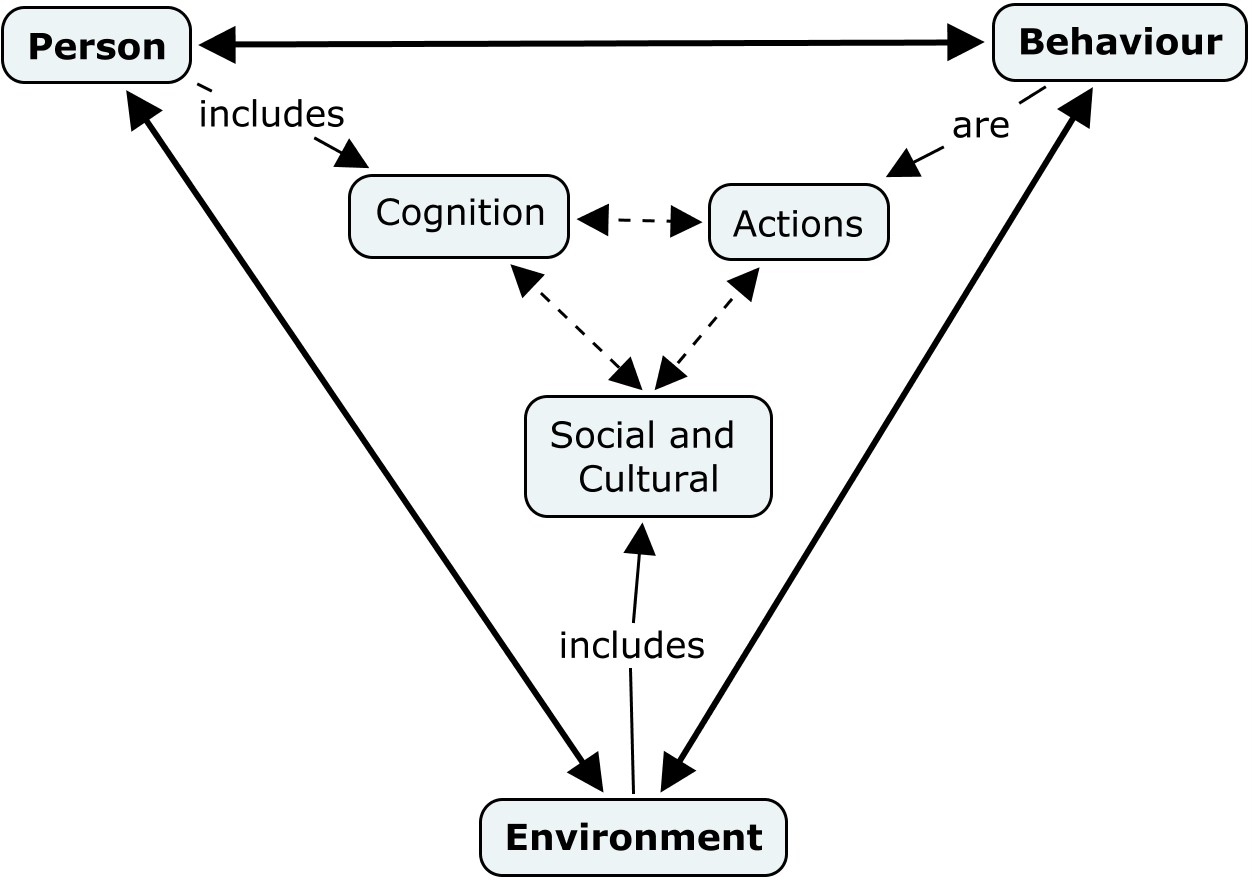 Person
Behaviour
includes
are
Cognition
Actions
Social and
Cultural
includes
Environment